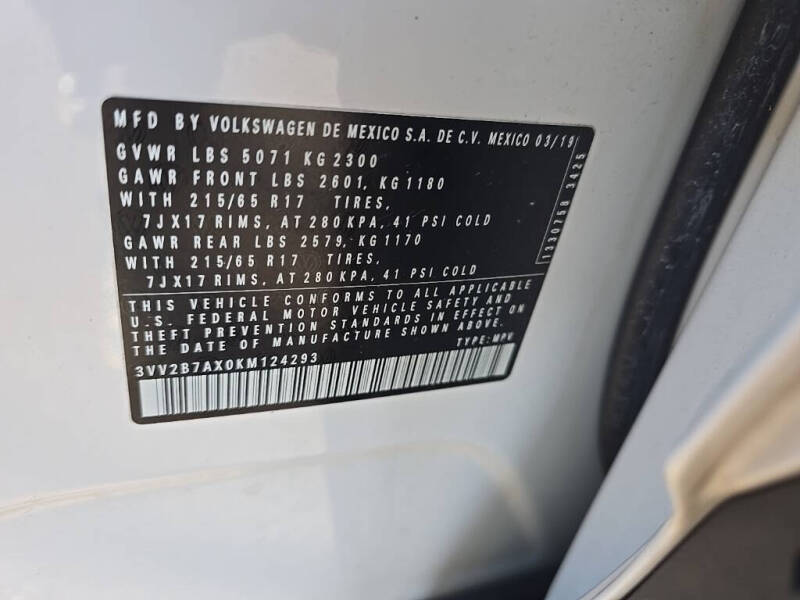 MFD BY VOLKSWAGEN DE MEXICO S.A. DE C.V. MEXICO 03/19
GVWR LBS 5071 KG 2300
GAWR FRONT LBS 2601, KG 1180
WITH 215/65 R17 TIRES,
7JX17 RIMS, AT 280 KPA, 41 PSI COLD
GAWR REAR LBS 2579, KG 1170
WITH 215/65 R17 TIRES,
7JX17 RIMS, AT 280 KPA, 41 PSI COLD
THIS VEHICLE CONFORMS TO ALL APPLICABLE
U.S. FEDERAL MOTOR VEHICLE SAFETY AND
THEFT PREVENTION STANDARDS IN EFFECT ON
THE DATE OF MANUFACTURE SHOWN ABOVE.
3VV2B7AX0KM124293 TYPE: MPV
1330758 3425